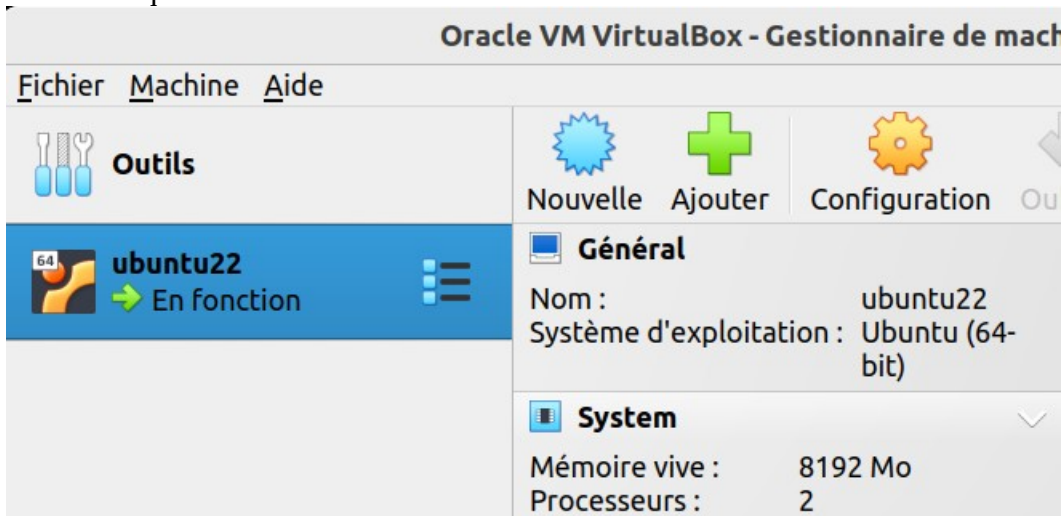 Oracle VM VirtualBox - Gestionnaire de mach
Fichier Machine Aide
Outils
Nouvelle Ajouter Configuration Ou
64
ubuntu22
En fonction
Général
Nom : ubuntu22
Système d'exploitation : Ubuntu (64-
bit)
System
Mémoire vive : 8192 Mo
Processeurs : 2